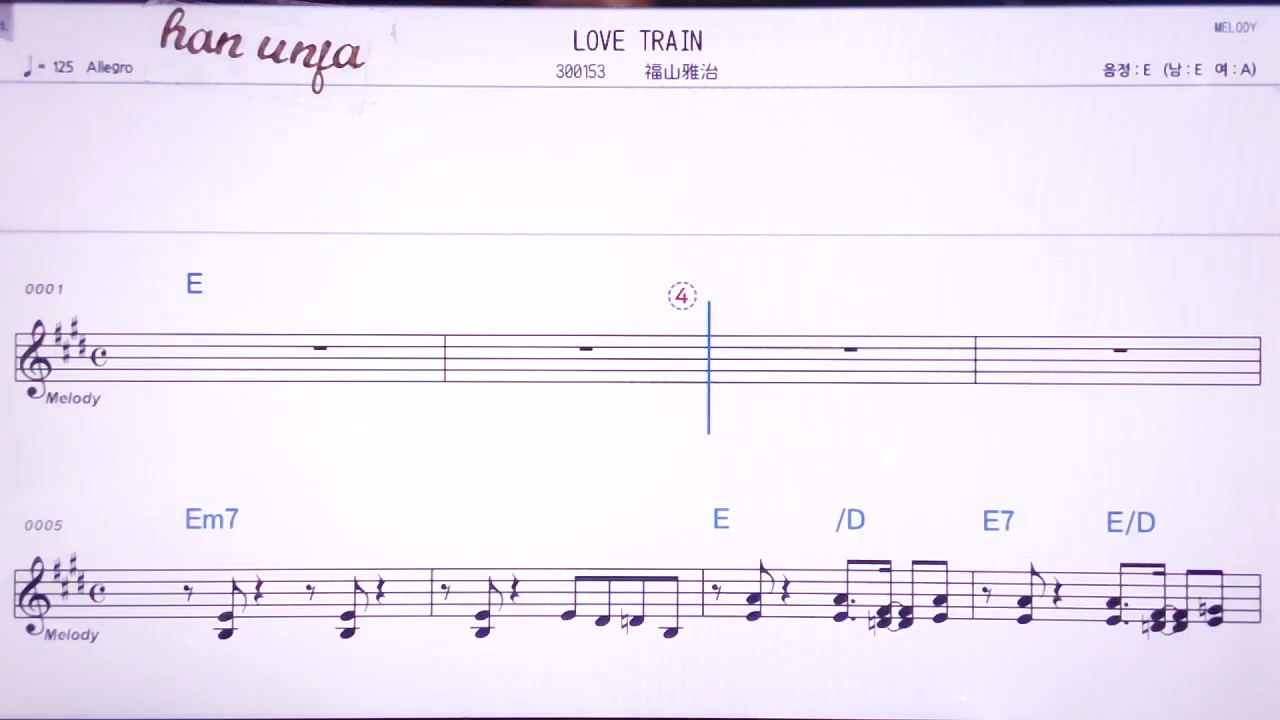 han unfa
LOVE TRAIN
MELODY
♩ = 125 Allegro
300153 福山雅治
음정 : E (남 : E 여 : A)
0001
E
4
Melody
0005
Em7 E /D E7 E/D
Melody